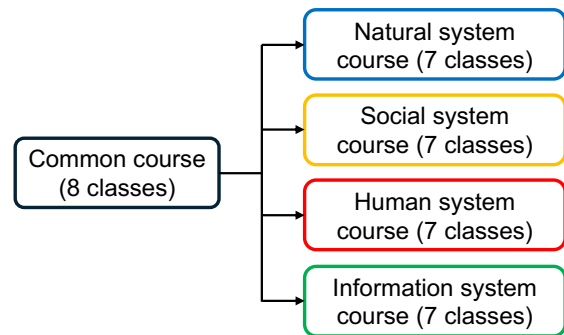 Common course
(8 classes)
Natural system
course (7 classes)
Social system
course (7 classes)
Human system
course (7 classes)
Information system
course (7 classes)